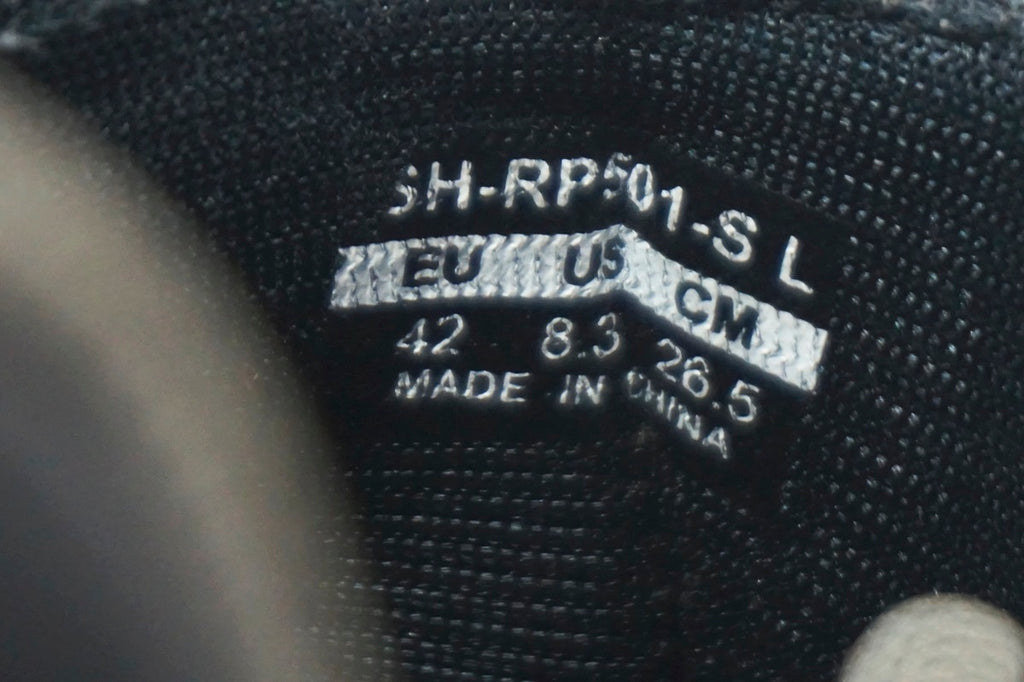 SH-RP501-S L
EU US CM
42 8.3 26.5
MADE IN CHINA